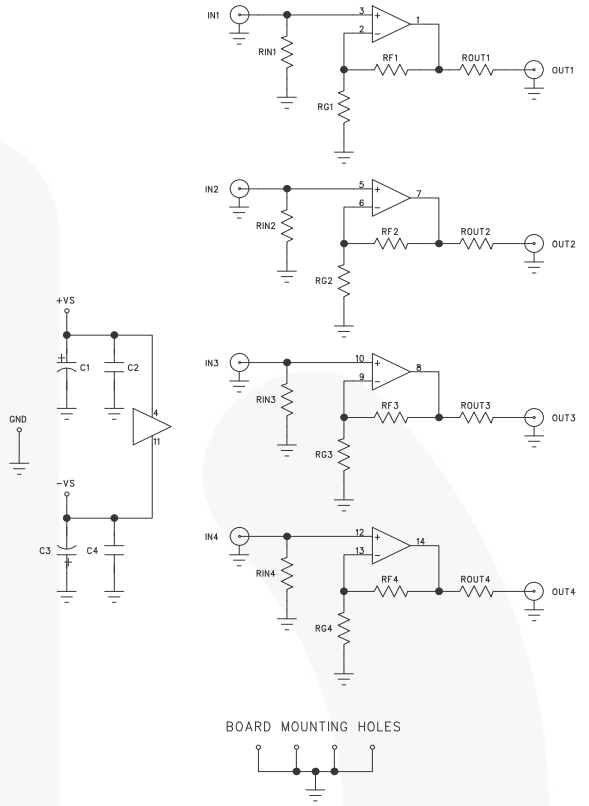 IN1
3
+
1
2
−
RIN1
RF1
ROUT1
OUT1
RG1
IN2
5
+
7
6
−
RIN2
RF2
ROUT2
OUT2
RG2
IN3
10
+
8
9
−
RIN3
RF3
ROUT3
OUT3
RG3
IN4
12
+
14
13
−
RIN4
RF4
ROUT4
OUT4
RG4
+VS
+
C1
C2
4
11
GND
-VS
C3
C4
+
BOARD MOUNTING HOLES